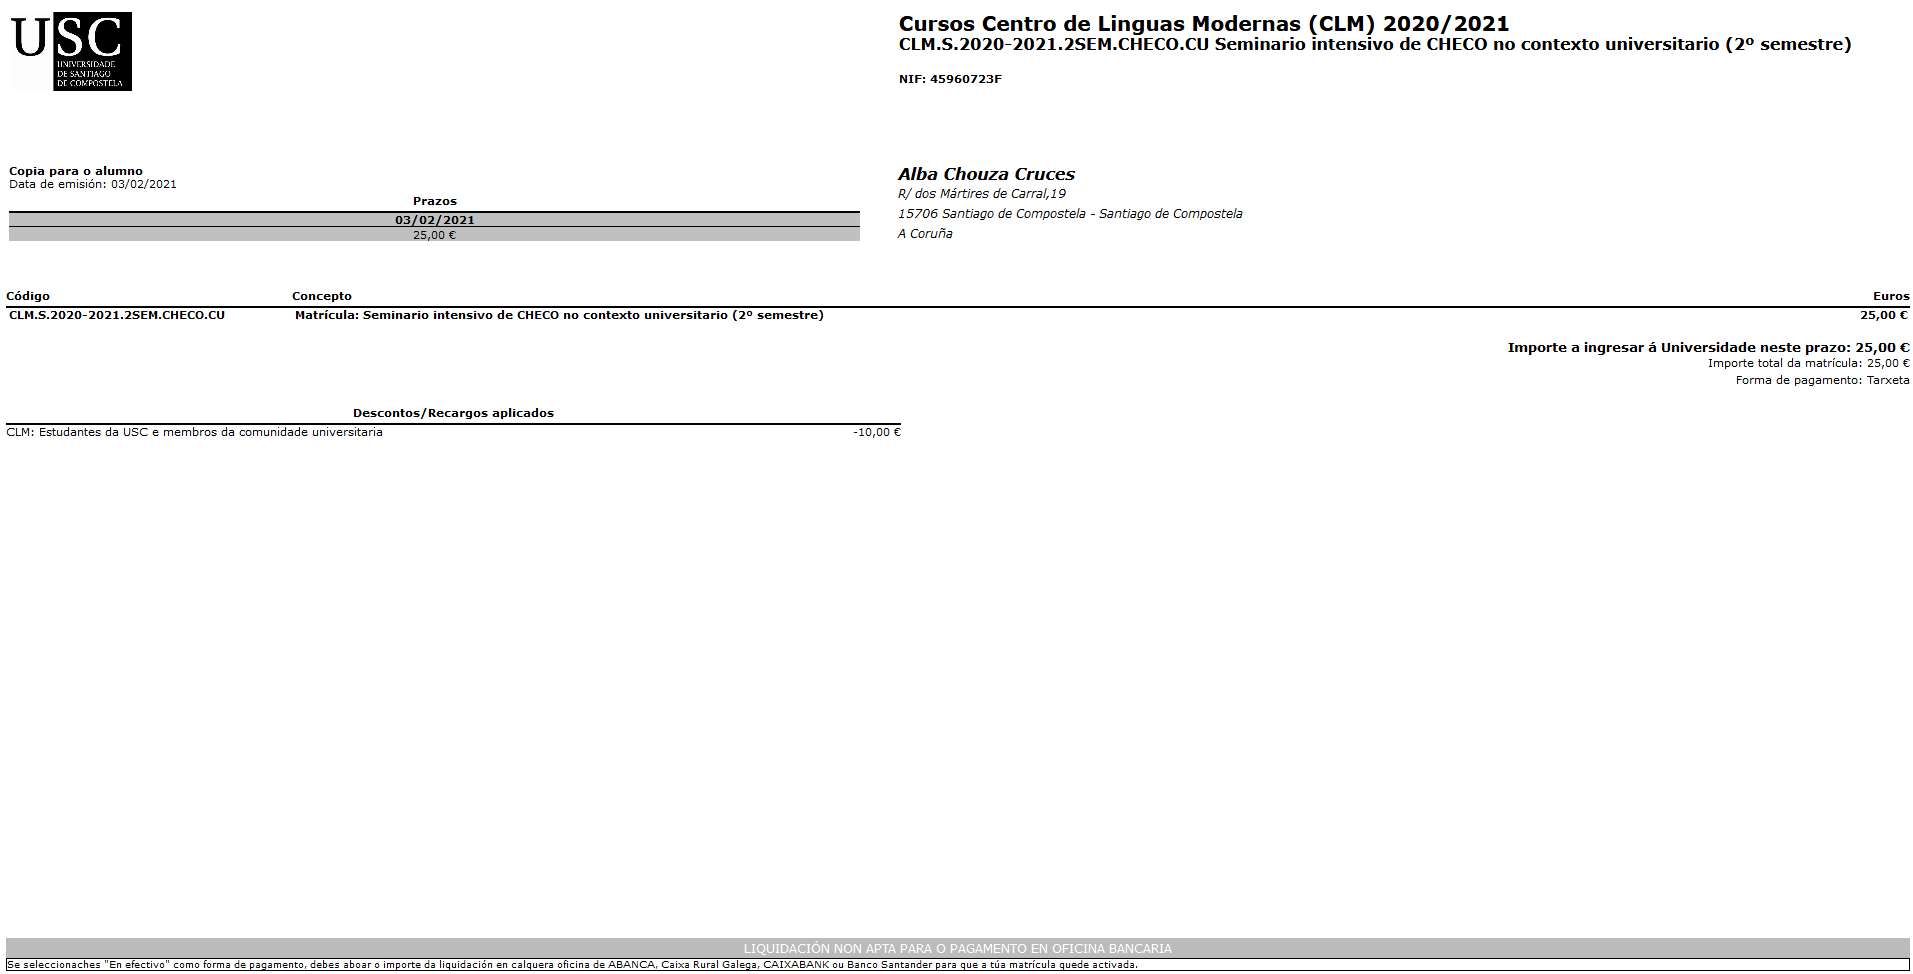 USC
UNIVERSIDADE
DE SANTIAGO
DE COMPOSTELA
Cursos Centro de Linguas Modernas (CLM) 2020/2021
CLM.S.2020-2021.2SEM.CHECO.CU Seminario intensivo de CHECO no contexto universitario (2º semestre)
NIF: 45960723F
Copia para o alumno
Data de emisión: 03/02/2021
Prazos
03/02/2021
25,00 €
Alba Chouza Cruces
R/ dos Mártires de Carral,19
15706 Santiago de Compostela - Santiago de Compostela
A Coruña
Código Concepto Euros
CLM.S.2020-2021.2SEM.CHECO.CU Matrícula: Seminario intensivo de CHECO no contexto universitario (2º semestre) 25,00 €
Importe a ingresar á Universidade neste prazo: 25,00 €
Importe total da matrícula: 25,00 €
Forma de pagamento: Tarxeta
Descontos/Recargos aplicados
CLM: Estudantes da USC e membros da comunidade universitaria -10,00 €
LIQUIDACIÓN NON APTA PARA O PAGAMENTO EN OFICINA BANCARIA
Se seleccionaches "En efectivo" como forma de pagamento, debes aboar o importe da liquidación en calquera oficina de ABANCA, Caixa Rural Galega, CAIXABANK ou Banco Santander para que a túa matrícula quede activada.